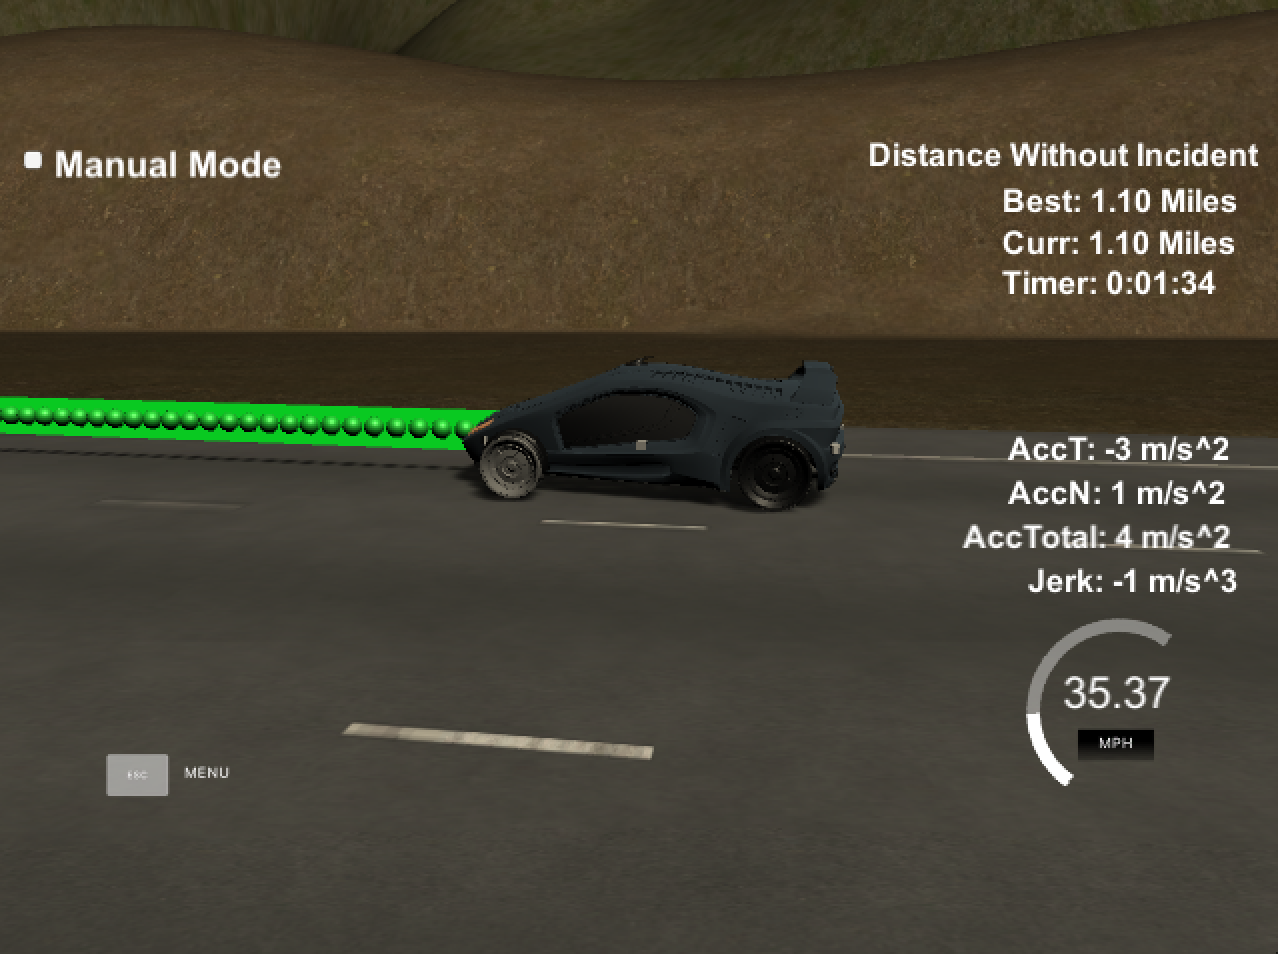 Manual Mode
Distance Without Incident
Best: 1.10 Miles
Curr: 1.10 Miles
Timer: 0:01:34
AccT: -3 m/s^2
AccN: 1 m/s^2
AccTotal: 4 m/s^2
Jerk: -1 m/s^3
35.37
MPH
ESC MENU